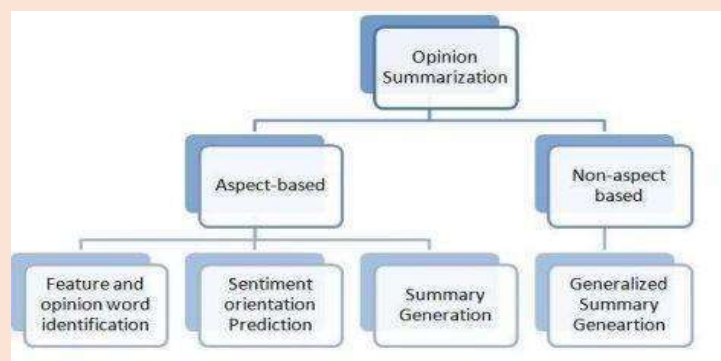 Opinion
Summarization
Aspect-based
Non-aspect
based
Feature and
opinion word
identification
Sentiment
orientation
Prediction
Summary
Generation
Generalized
Summary
Geneartion